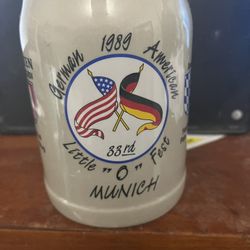 1989
German American
33rd
Little "O" Fest
MUNICH